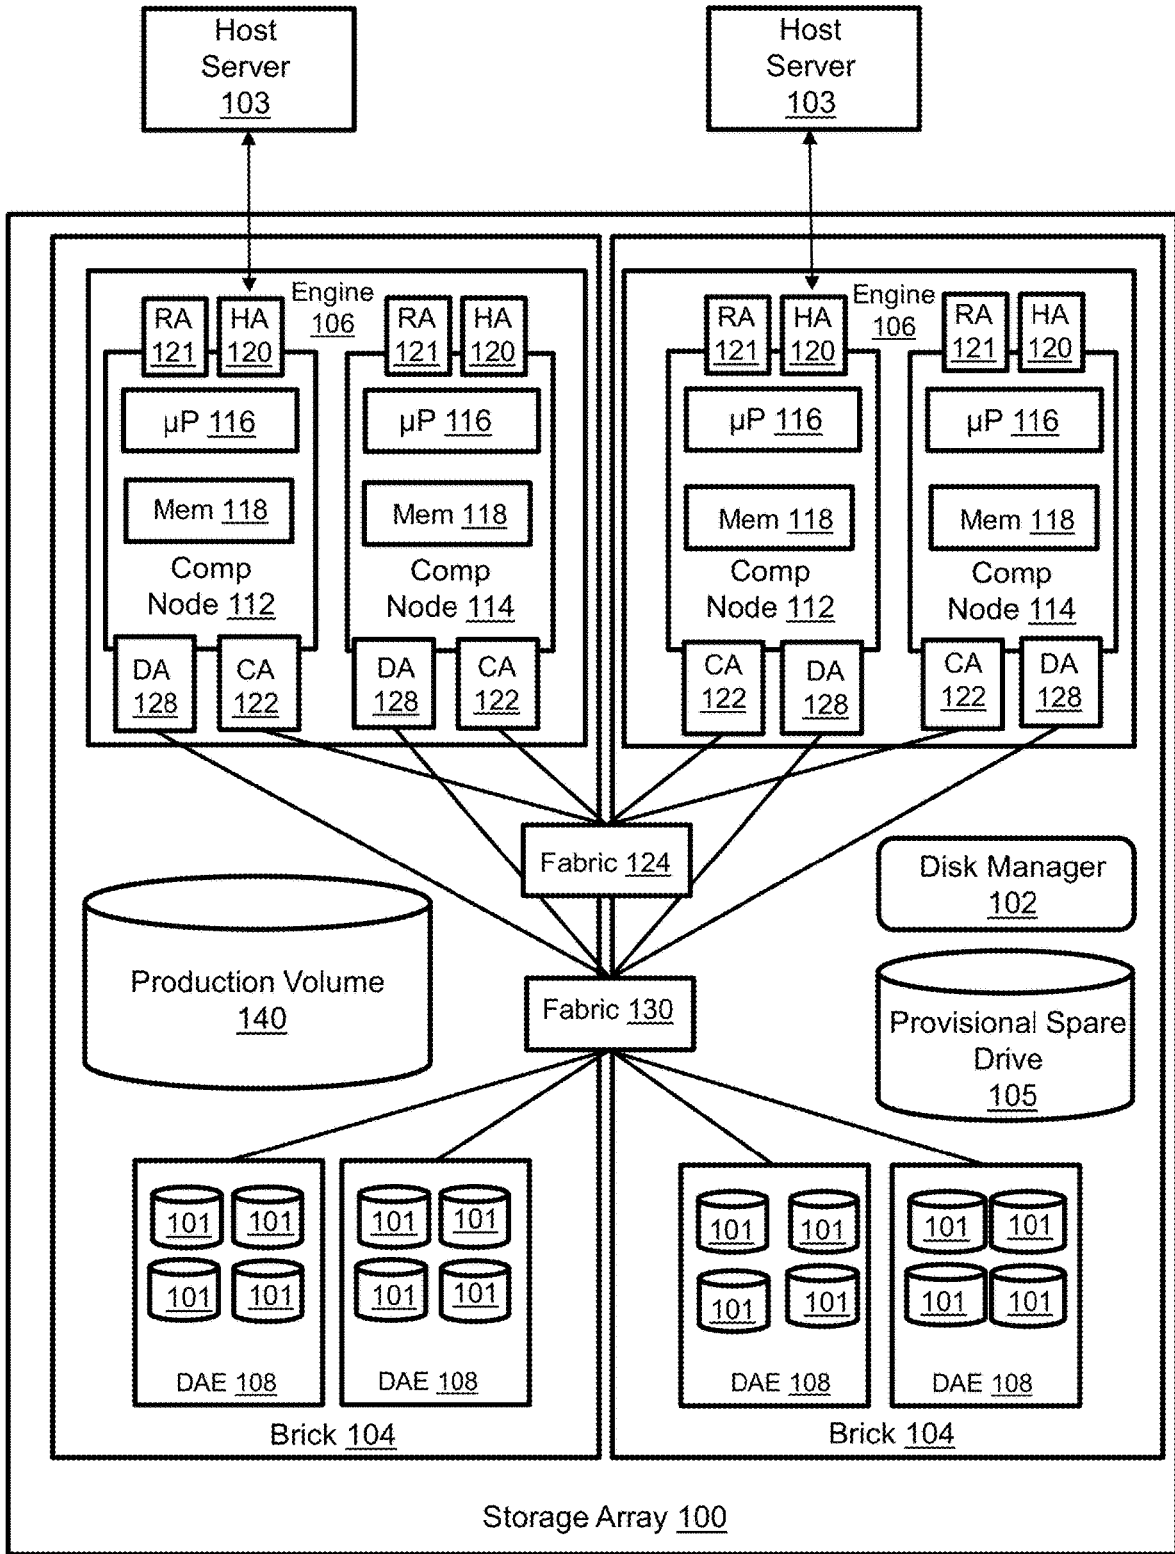 Host
Server
103
Host
Server
103
Engine
106
RA
121
HA
120
RA
121
HA
120
µP 116
µP 116
Mem 118
Mem 118
Comp
Node 112
Comp
Node 114
DA
128
CA
122
DA
128
CA
122
Engine
106
RA
121
HA
120
RA
121
HA
120
µP 116
µP 116
Mem 118
Mem 118
Comp
Node 112
Comp
Node 114
CA
122
DA
128
CA
122
DA
128
Fabric 124
Disk Manager
102
Production Volume
140
Fabric 130
Provisional Spare
Drive
105
101 101
101 101
DAE 108
101 101
101 101
DAE 108
Brick 104
101 101
101 101
DAE 108
101 101
101 101
DAE 108
Brick 104
Storage Array 100